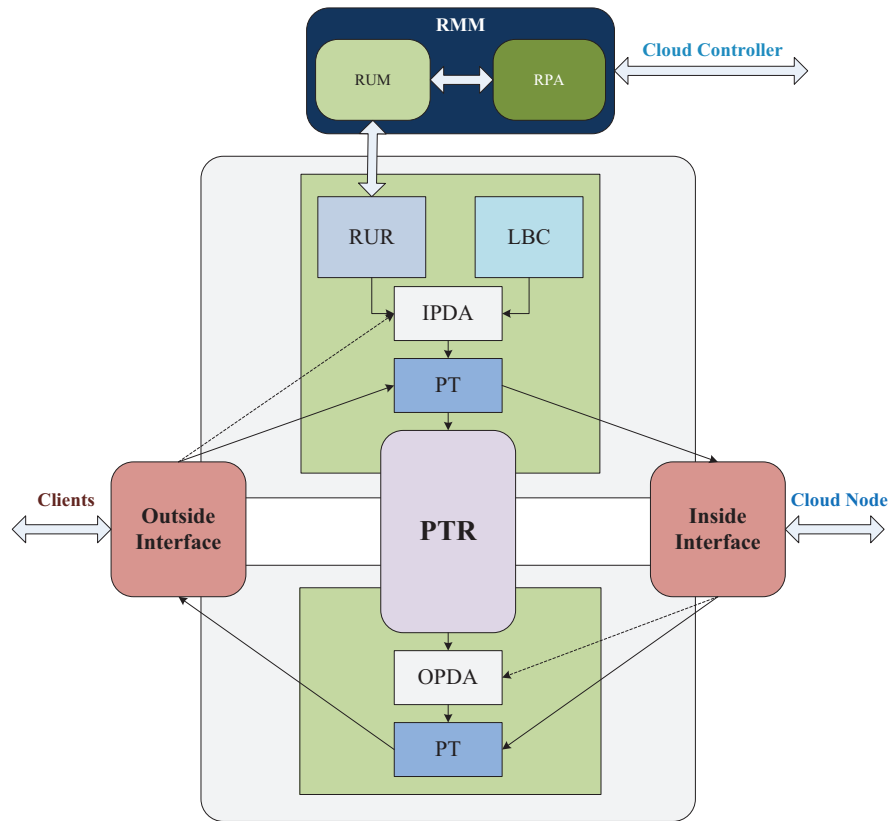 RMM
Cloud Controller
RUM
RPA
RUR
LBC
IPDA
PT
Clients
Outside
Interface
PTR
Inside
Interface
Cloud Node
OPDA
PT